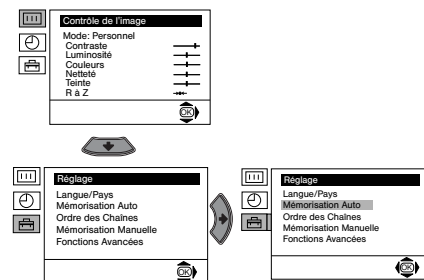 Contrôle de l'image
Mode: Personnel
Contraste
Luminosité
Couleurs
Netteté
Teinte
R à Z
OK
Réglage
Langue/Pays
Mémorisation Auto
Ordre des Chaînes
Mémorisation Manuelle
Fonctions Avancées
OK
Réglage
Langue/Pays
Mémorisation Auto
Ordre des Chaînes
Mémorisation Manuelle
Fonctions Avancées
OK